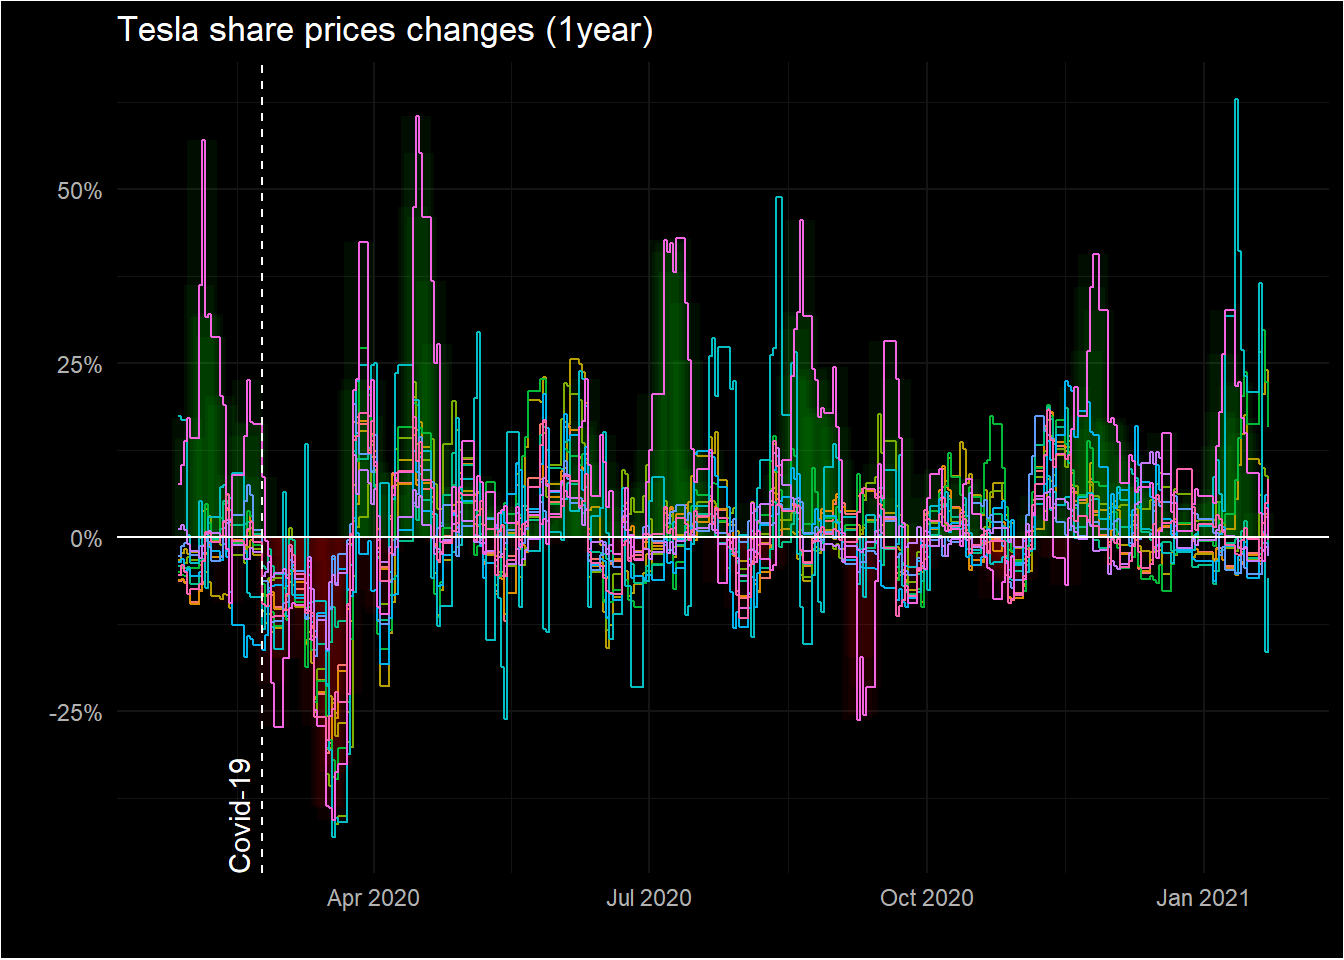 Tesla share prices changes (1year)
50%
25%
0%
-25%
Covid-19
Apr 2020
Jul 2020
Oct 2020
Jan 2021